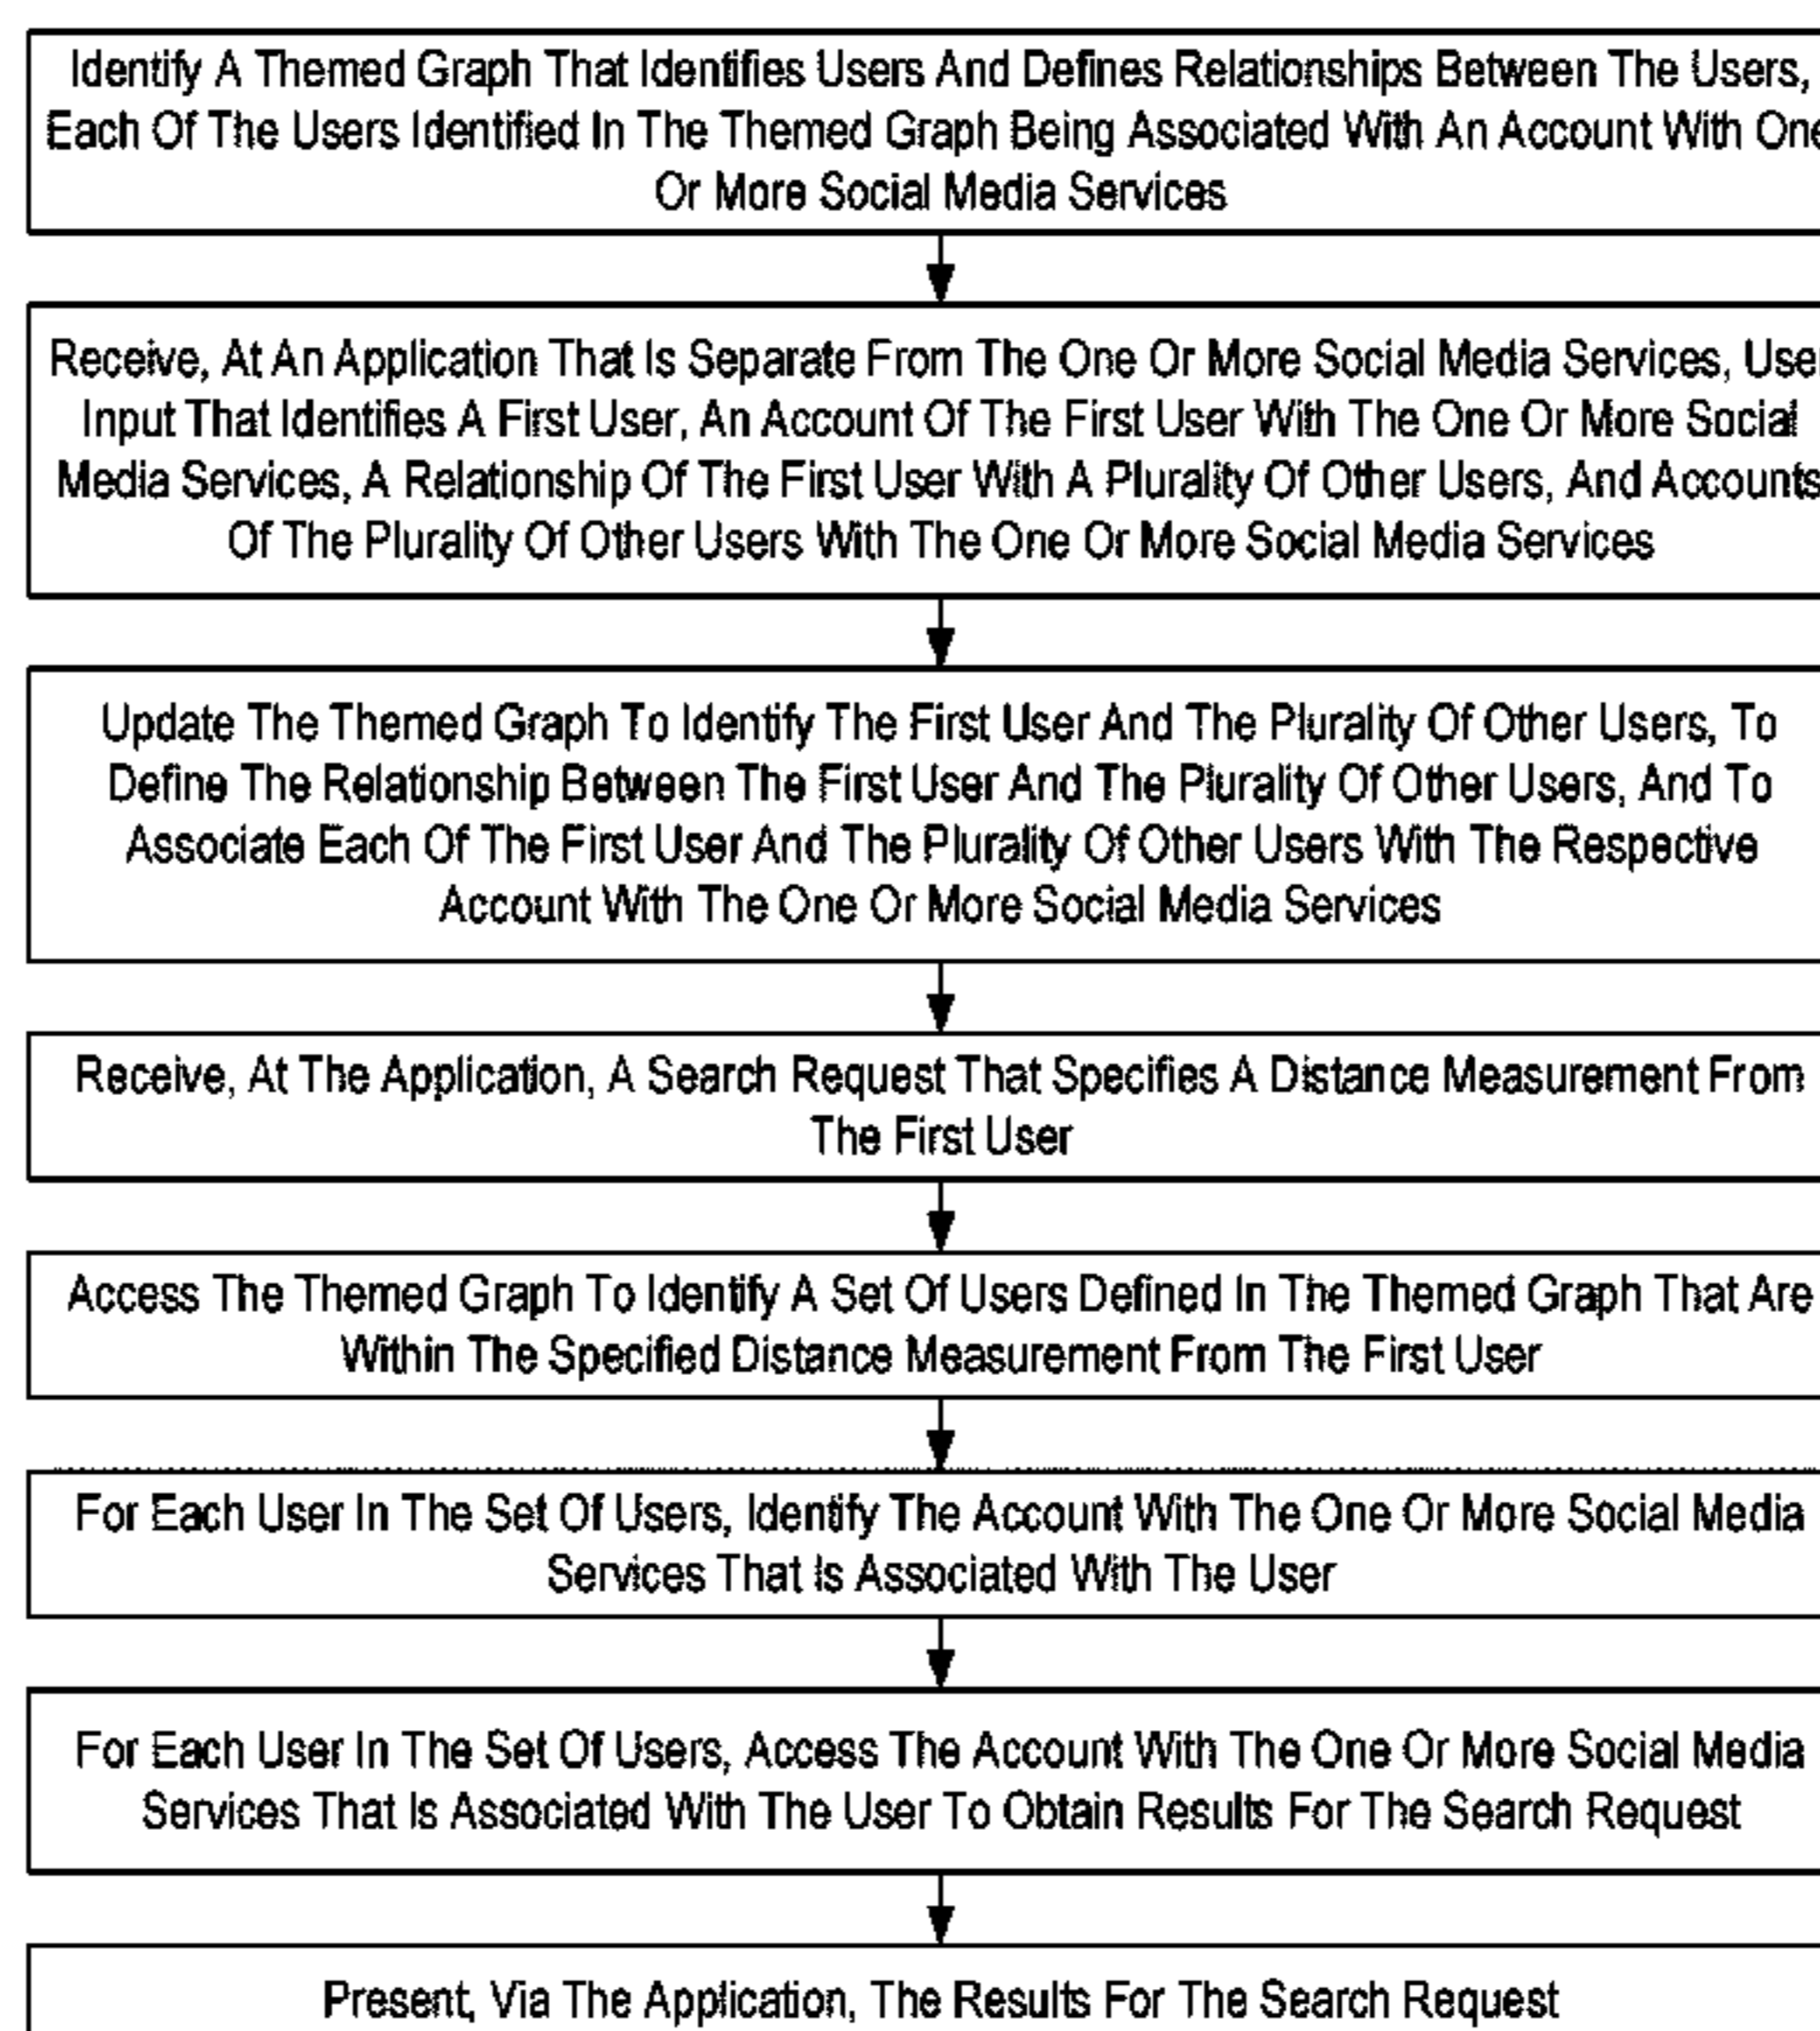 Identify A Themed Graph That Identifies Users And Defines Relationships Between The Users,
Each Of The Users Identified In The Themed Graph Being Associated With An Account With One
Or More Social Media Services
Receive, At An Application That Is Separate From The One Or More Social Media Services, User
Input That Identifies A First User, An Account Of The First User With The One Or More Social
Media Services, A Relationship Of The First User With A Plurality Of Other Users, And Accounts
Of The Plurality Of Other Users With The One Or More Social Media Services
Update The Themed Graph To Identify The First User And The Plurality Of Other Users, To
Define The Relationship Between The First User And The Plurality Of Other Users, And To
Associate Each Of The First User And The Plurality Of Other Users With The Respective
Account With The One Or More Social Media Services
Receive, At The Application, A Search Request That Specifies A Distance Measurement From
The First User
Access The Themed Graph To Identify A Set Of Users Defined In The Themed Graph That Are
Within The Specified Distance Measurement From The First User
For Each User In The Set Of Users, Identify The Account With The One Or More Social Media
Services That Is Associated With The User
For Each User In The Set Of Users, Access The Account With The One Or More Social Media
Services That Is Associated With The User To Obtain Results For The Search Request
Present, Via The Application, The Results For The Search Request